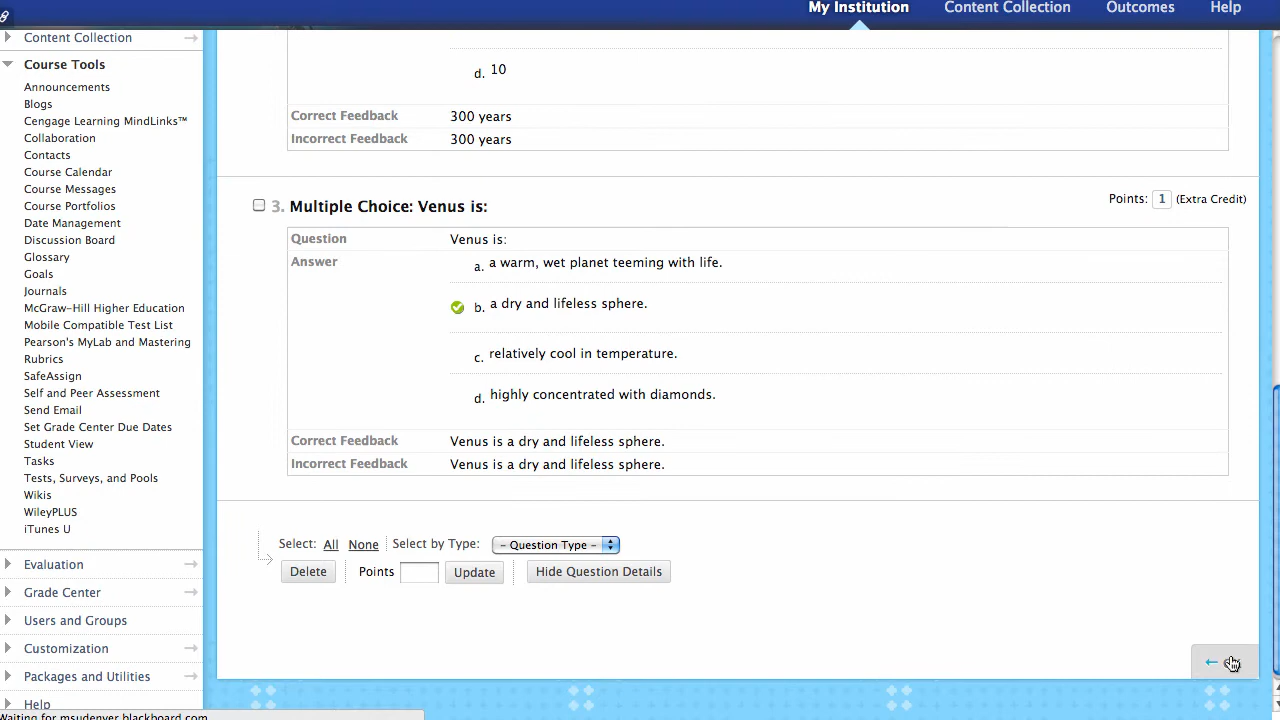 My Institution
Content Collection
Outcomes
Help
Content Collection
Course Tools
Announcements
Blogs
Cengage Learning MindLinks™
Collaboration
Contacts
Course Calendar
Course Messages
Course Portfolios
Date Management
Discussion Board
Glossary
Goals
Journals
McGraw-Hill Higher Education
Mobile Compatible Test List
Pearson's MyLab and Mastering
Rubrics
SafeAssign
Self and Peer Assessment
Send Email
Set Grade Center Due Dates
Student View
Tasks
Tests, Surveys, and Pools
Wikis
WileyPLUS
iTunes U
Evaluation
Grade Center
Users and Groups
Customization
Packages and Utilities
Help
Waiting for msudenver.blackboard.com
d. 10
Correct Feedback 300 years
Incorrect Feedback 300 years
3. Multiple Choice: Venus is:
Points: 1 (Extra Credit)
Question Venus is:
Answer a. a warm, wet planet teeming with life.
b. a dry and lifeless sphere.
c. relatively cool in temperature.
d. highly concentrated with diamonds.
Correct Feedback Venus is a dry and lifeless sphere.
Incorrect Feedback Venus is a dry and lifeless sphere.
Select: All None Select by Type: - Question Type -
Delete Points Update Hide Question Details
←